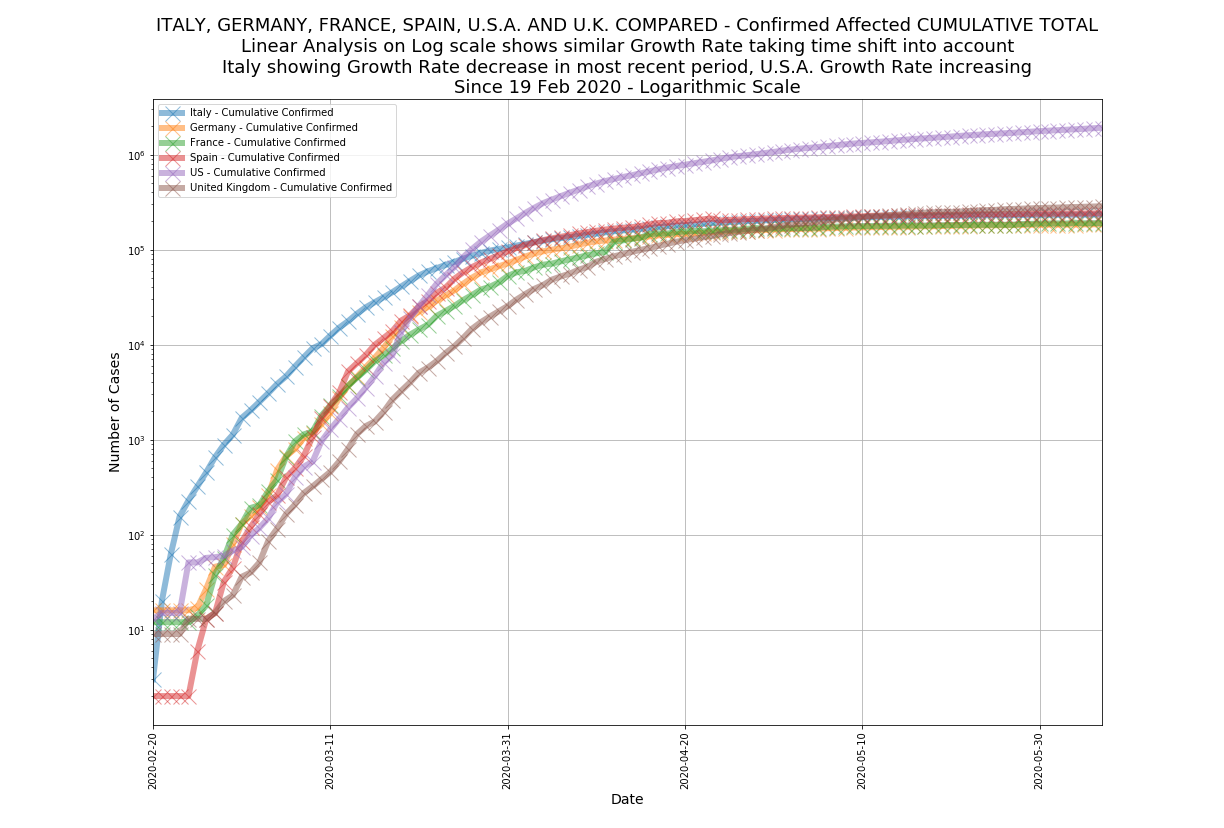 ITALY, GERMANY, FRANCE, SPAIN, U.S.A. AND U.K. COMPARED - Confirmed Affected CUMULATIVE TOTAL
Linear Analysis on Log scale shows similar Growth Rate taking time shift into account
Italy showing Growth Rate decrease in most recent period, U.S.A. Growth Rate increasing
Since 19 Feb 2020 - Logarithmic Scale
Italy - Cumulative Confirmed
Germany - Cumulative Confirmed
France - Cumulative Confirmed
Spain - Cumulative Confirmed
US - Cumulative Confirmed
United Kingdom - Cumulative Confirmed
Number of Cases
10⁶
10⁵
10⁴
10³
10²
10¹
2020-02-20
2020-03-11
2020-03-31
2020-04-20
2020-05-10
2020-05-30
Date